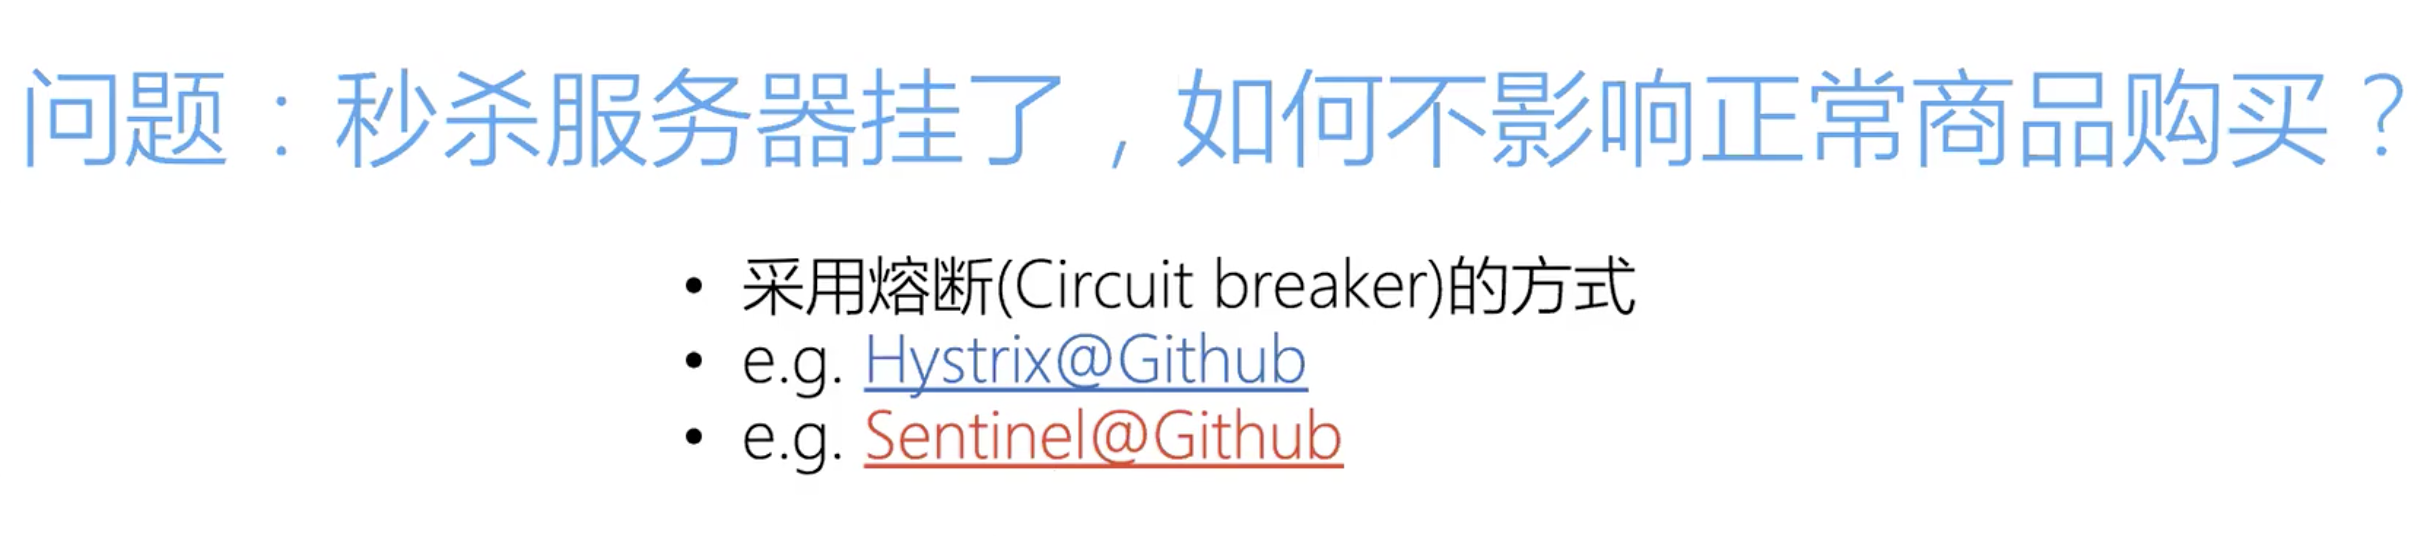 问题：秒杀服务器挂了，如何不影响正常商品购买？
• 采用熔断(Circuit breaker)的方式
• e.g. Hystrix@Github
• e.g. Sentinel@Github